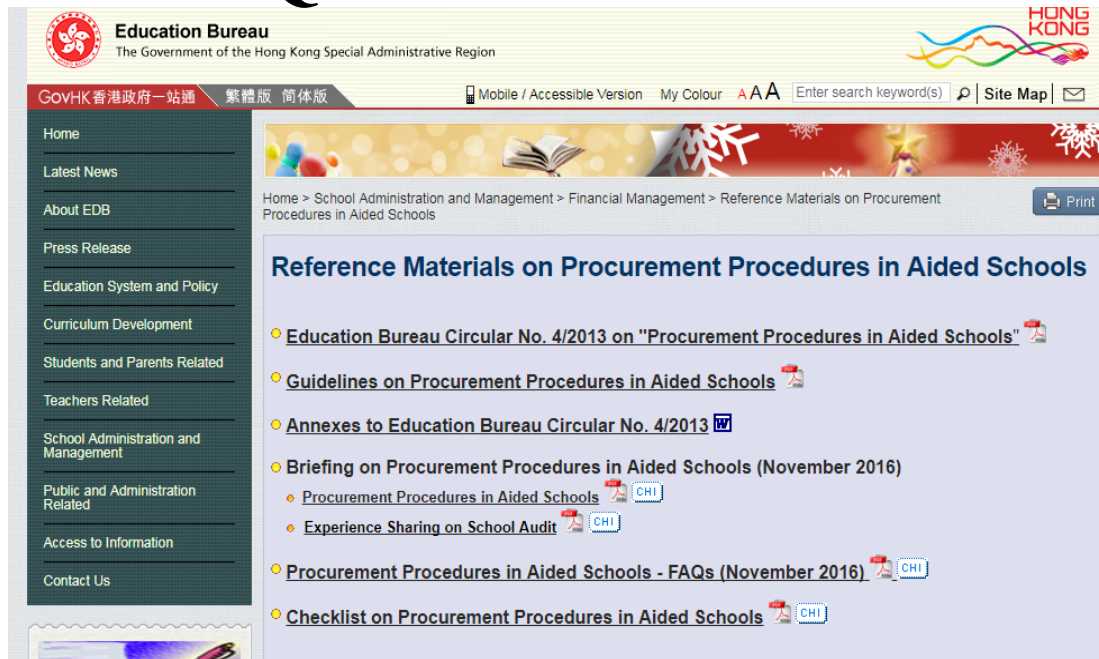 Q
Education Bureau
The Government of the Hong Kong Special Administrative Region
HONG
KONG
GovHK香港政府一站通 繁體版 简体版
Mobile / Accessible Version My Colour A A A Enter search keyword(s) Site Map
Home
Latest News
About EDB
Press Release
Education System and Policy
Curriculum Development
Students and Parents Related
Teachers Related
School Administration and
Management
Public and Administration
Related
Access to Information
Contact Us
Home > School Administration and Management > Financial Management > Reference Materials on Procurement
Procedures in Aided Schools
Print
Reference Materials on Procurement Procedures in Aided Schools
Education Bureau Circular No. 4/2013 on "Procurement Procedures in Aided Schools"
Guidelines on Procurement Procedures in Aided Schools
Annexes to Education Bureau Circular No. 4/2013
Briefing on Procurement Procedures in Aided Schools (November 2016)
Procurement Procedures in Aided Schools CHI
Experience Sharing on School Audit CHI
Procurement Procedures in Aided Schools - FAQs (November 2016) CHI
Checklist on Procurement Procedures in Aided Schools CHI